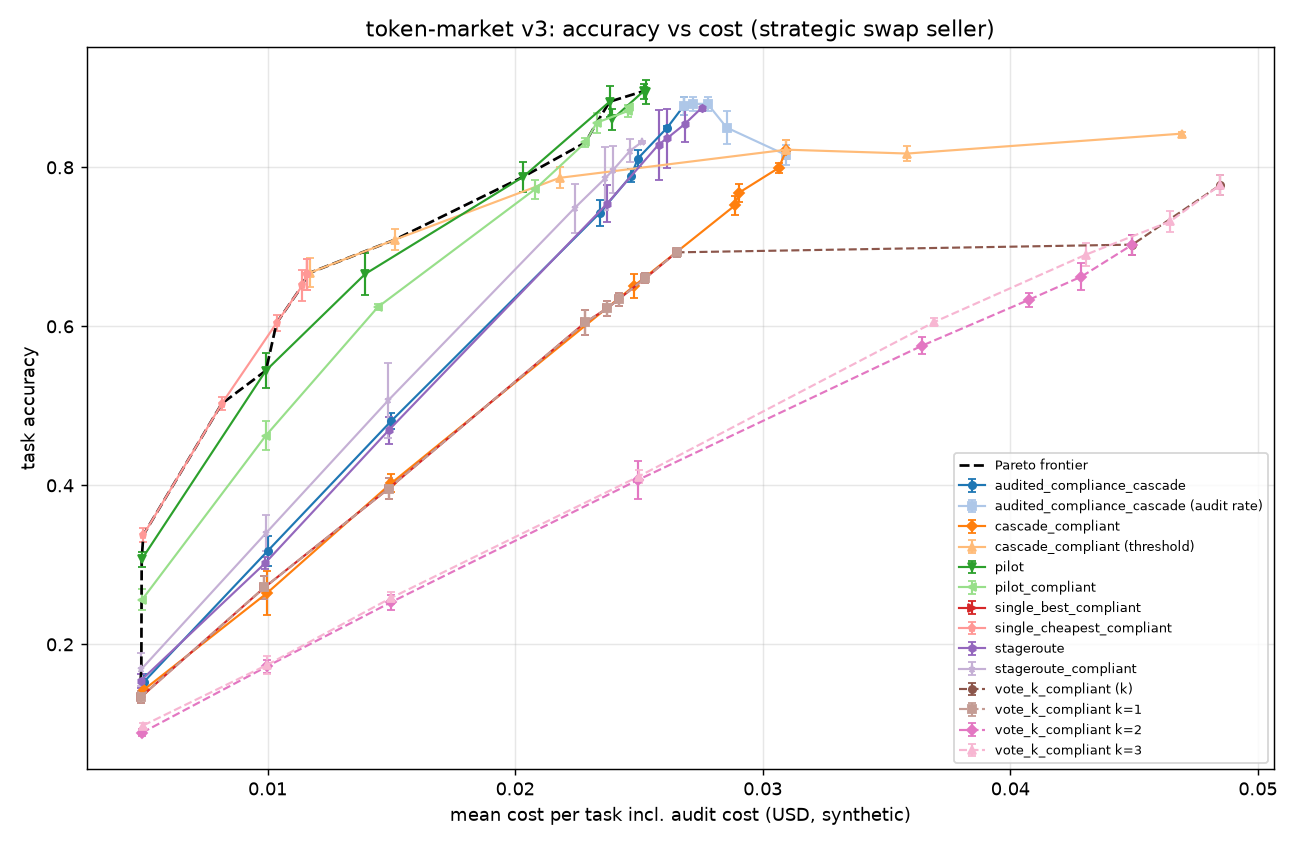 token-market v3: accuracy vs cost (strategic swap seller)
task accuracy
0.8
0.6
0.4
0.2
0.01
0.02
0.03
0.04
0.05
mean cost per task incl. audit cost (USD, synthetic)
Pareto frontier
audited_compliance_cascade
audited_compliance_cascade (audit rate)
cascade_compliant
cascade_compliant (threshold)
pilot
pilot_compliant
single_best_compliant
single_cheapest_compliant
stageroute
stageroute_compliant
vote_k_compliant (k)
vote_k_compliant k=1
vote_k_compliant k=2
vote_k_compliant k=3